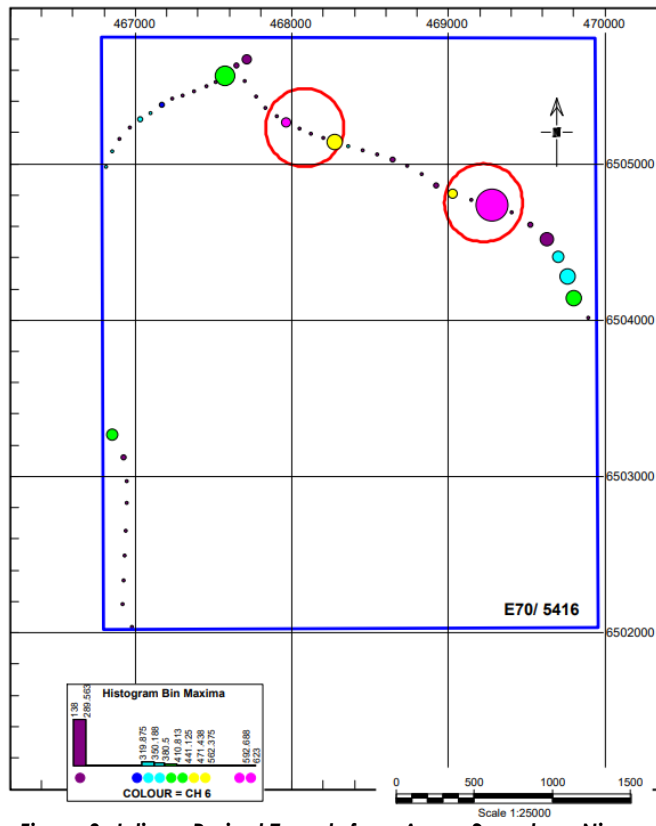 467000 468000 469000 470000
6505000
6504000
6503000
E70/ 5416
6502000
Histogram Bin Maxima
138 289.563 319.875 350.188 380.5 410.813 441.125 471.438 562.375 592.688 623
COLOUR = CH 6
0 500 1000 1500
Scale 1:25000